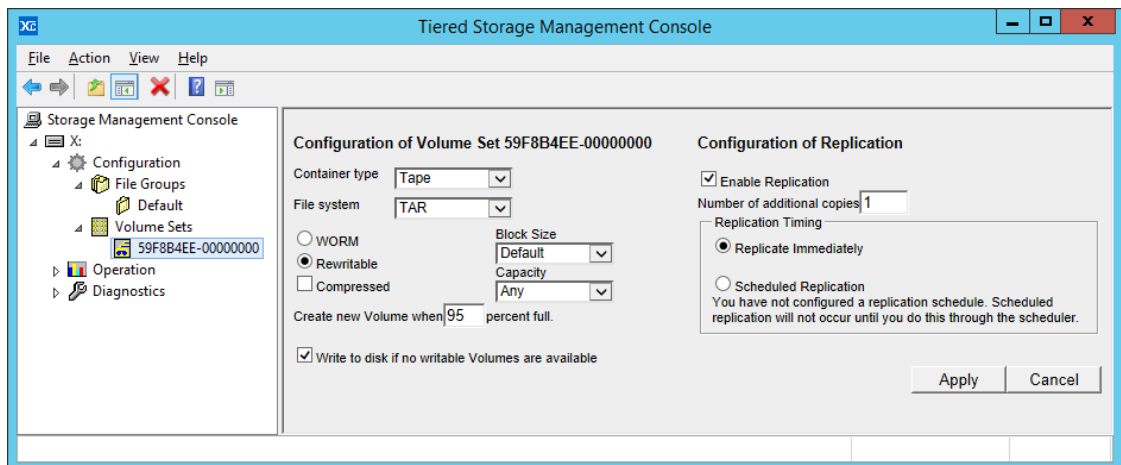 Tiered Storage Management Console
File Action View Help
Storage Management Console
X:
Configuration
File Groups
Default
Volume Sets
59F8B4EE-00000000
Operation
Diagnostics
Configuration of Volume Set 59F8B4EE-00000000
Container type Tape
File system TAR
WORM
Rewritable
Compressed
Block Size
Default
Capacity
Any
Create new Volume when 95 percent full.
Write to disk if no writable Volumes are available
Configuration of Replication
Enable Replication
Number of additional copies 1
Replication Timing
Replicate Immediately
Scheduled Replication
You have not configured a replication schedule. Scheduled
replication will not occur until you do this through the scheduler.
Apply Cancel